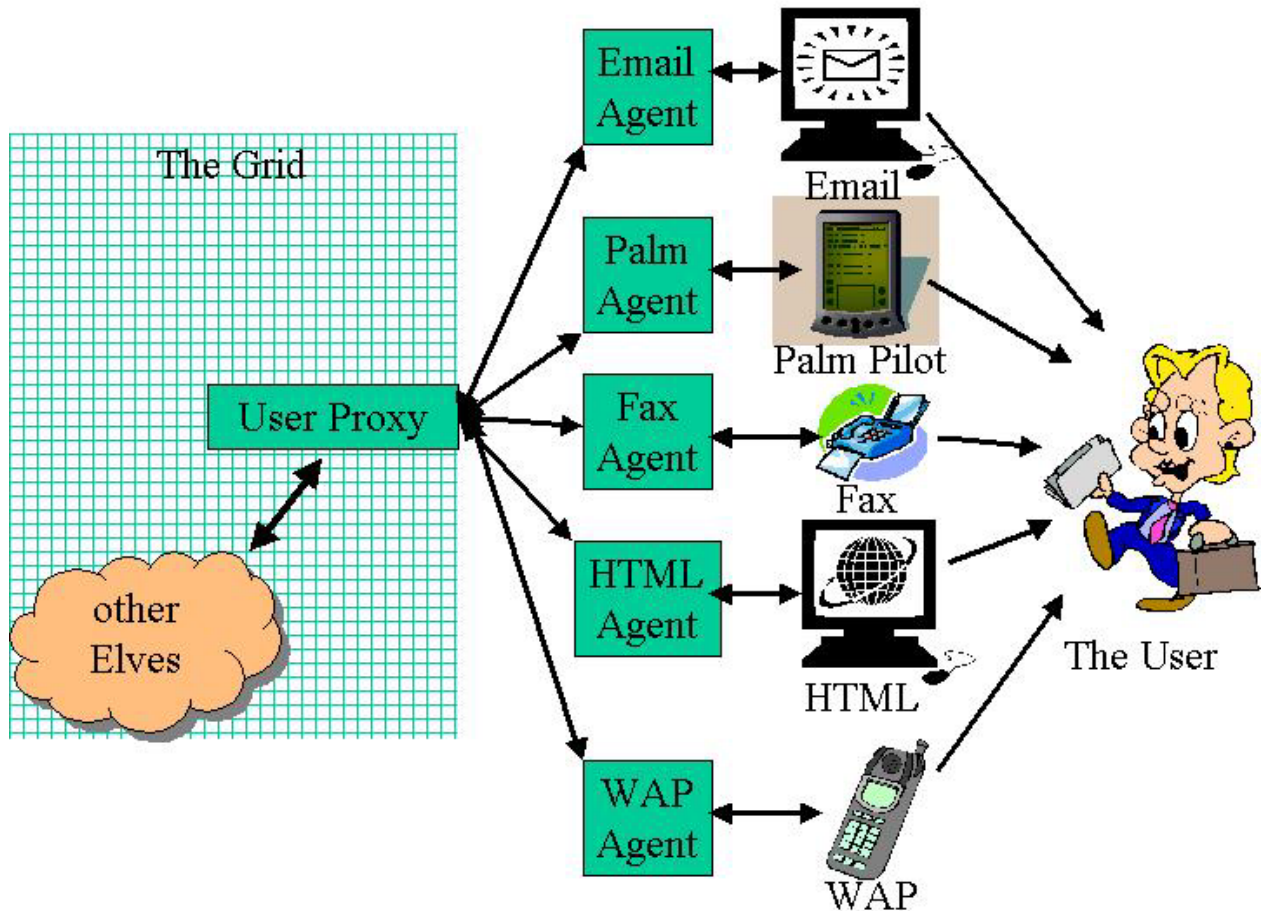 The Grid
User Proxy
other
Elves
Email
Agent
Email
Palm
Agent
Palm Pilot
Fax
Agent
Fax
HTML
Agent
HTML
WAP
Agent
WAP
The User